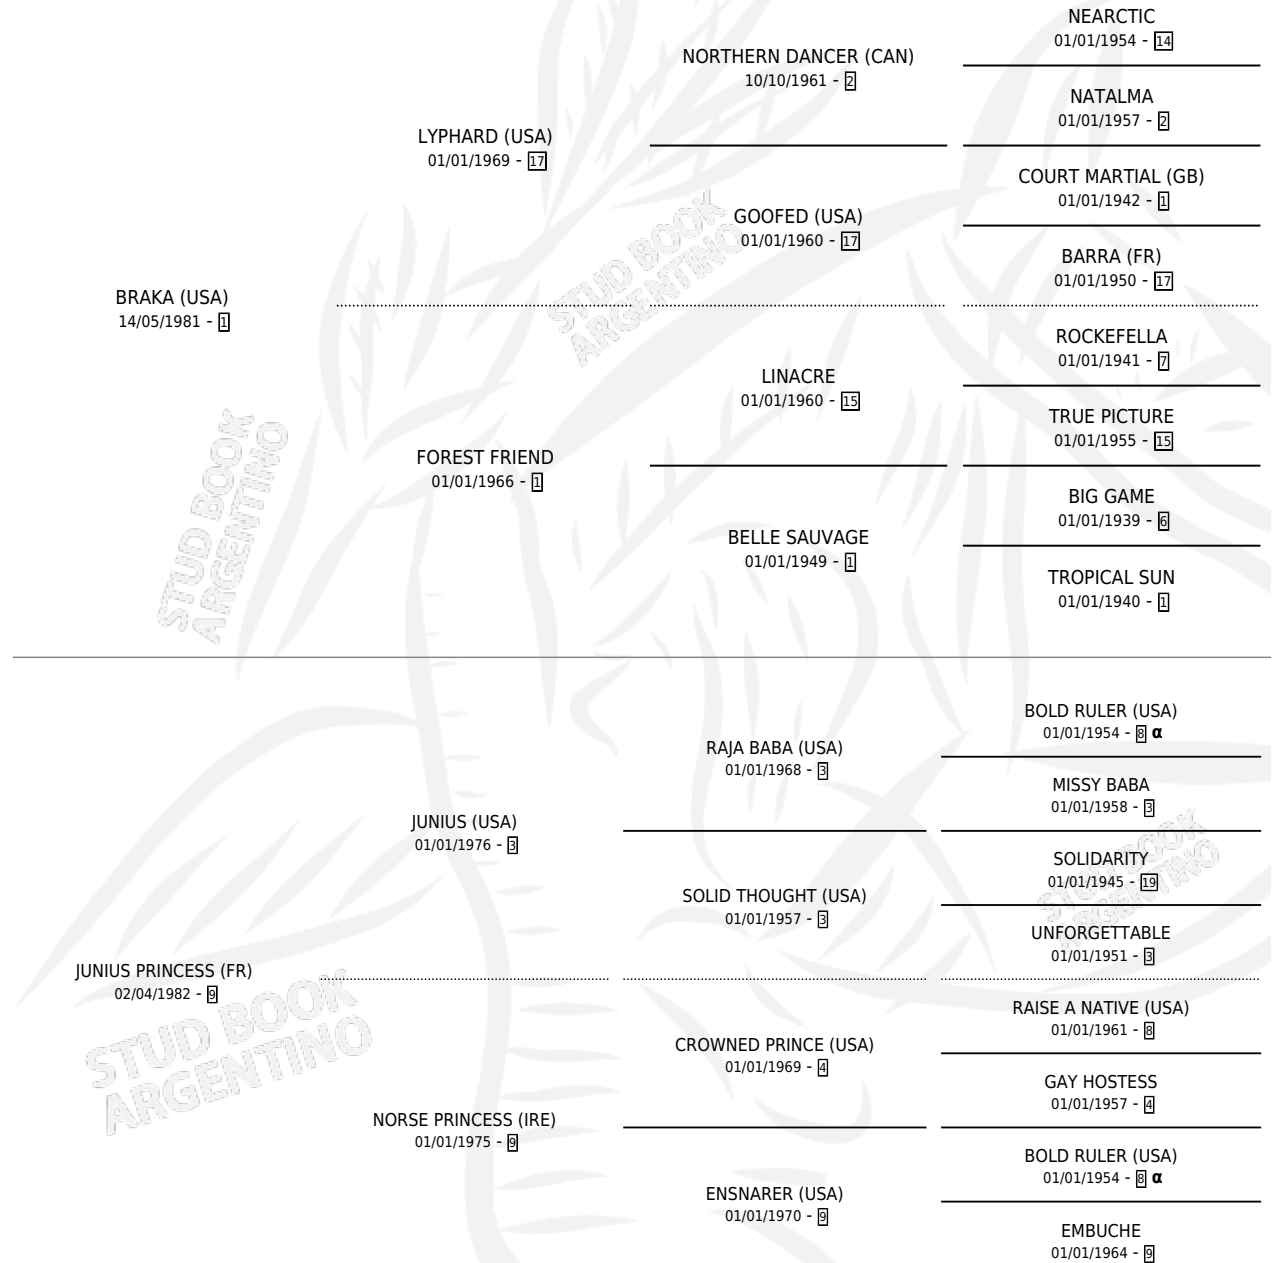 NEARCTIC
01/01/1954 - 14
NORTHERN DANCER (CAN)
10/10/1961 - 2
NATALMA
01/01/1957 - 2
LYPHARD (USA)
01/01/1969 - 17
COURT MARTIAL (GB)
01/01/1942 - 1
GOOFED (USA)
01/01/1960 - 17
BARRA (FR)
01/01/1950 - 17
STUD BOOK
ARGENTINO
BRAKA (USA)
14/05/1981 - 1
ROCKEFELLA
01/01/1941 - 7
LINACRE
01/01/1960 - 15
TRUE PICTURE
01/01/1955 - 15
FOREST FRIEND
01/01/1966 - 1
BIG GAME
01/01/1939 - 6
BELLE SAUVAGE
01/01/1949 - 1
TROPICAL SUN
01/01/1940 - 1
STUD BOOK
ARGENTINO
BOLD RULER (USA)
01/01/1954 - 8 α
RAJA BABA (USA)
01/01/1968 - 3
MISSY BABA
01/01/1958 - 3
JUNIUS (USA)
01/01/1976 - 3
SOLIDARITY
01/01/1945 - 19
SOLID THOUGHT (USA)
01/01/1957 - 3
UNFORGETTABLE
01/01/1951 - 3
STUD BOOK
ARGENTINO
JUNIUS PRINCESS (FR)
02/04/1982 - 9
RAISE A NATIVE (USA)
01/01/1961 - 8
CROWNED PRINCE (USA)
01/01/1969 - 4
GAY HOSTESS
01/01/1957 - 4
STUD BOOK
ARGENTINO
NORSE PRINCESS (IRE)
01/01/1975 - 9
BOLD RULER (USA)
01/01/1954 - 8 α
ENSNARER (USA)
01/01/1970 - 9
EMBUCHE
01/01/1964 - 9